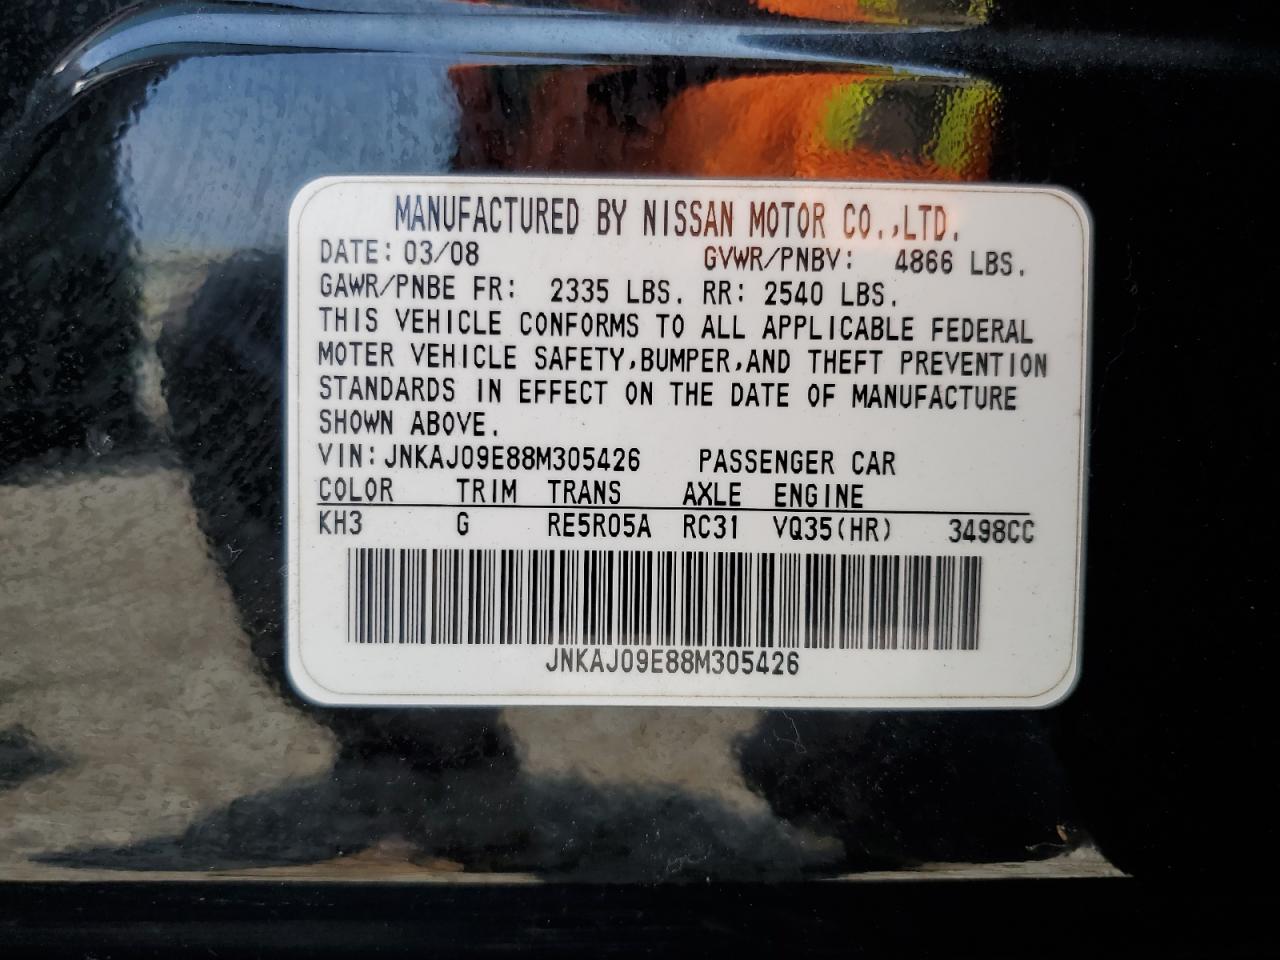 MANUFACTURED BY NISSAN MOTOR CO.,LTD.
DATE: 03/08 GVWR/PNBV: 4866 LBS.
GAWR/PNBE FR: 2335 LBS. RR: 2540 LBS.
THIS VEHICLE CONFORMS TO ALL APPLICABLE FEDERAL
MOTER VEHICLE SAFETY,BUMPER,AND THEFT PREVENTION
STANDARDS IN EFFECT ON THE DATE OF MANUFACTURE
SHOWN ABOVE.
VIN: JNKAJ09E88M305426 PASSENGER CAR
COLOR TRIM TRANS AXLE ENGINE
KH3 G RE5R05A RC31 VQ35(HR) 3498CC
JNKAJ09E88M305426